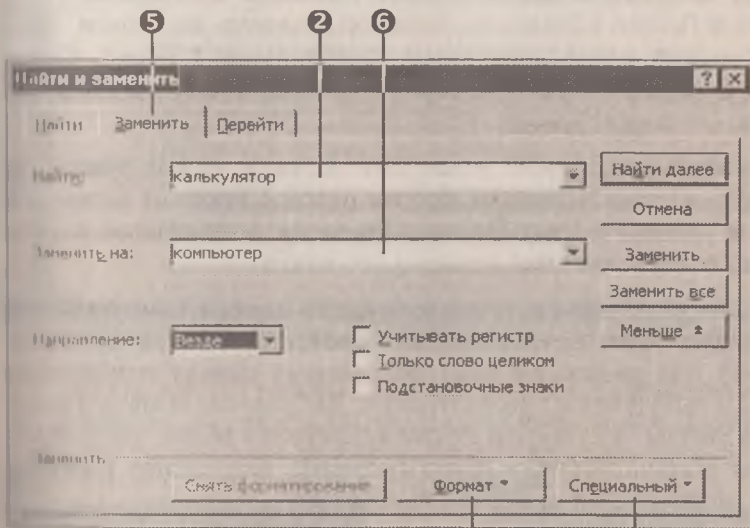 5 2 6
Найти и заменить
Найти Заменить Перейти
Найти: калькулятор Найти далее
Отмена
Заменить на: компьютер Заменить
Заменить все
Направление: Везде Учитывать регистр Меньше
Только слово целиком
Подстановочные знаки
Заменить
Снять форматирование Формат Специальный